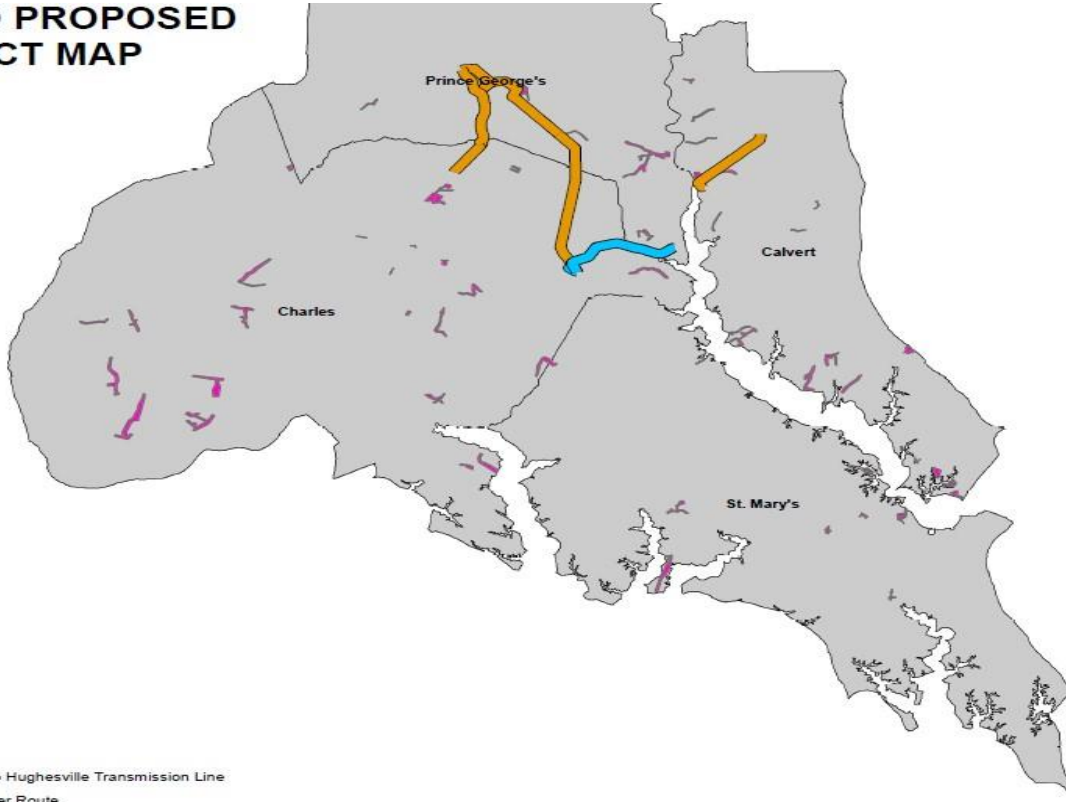 PROPOSED
CT MAP
Prince George's
Calvert
Charles
St. Mary's
Hughesville Transmission Line
er Route